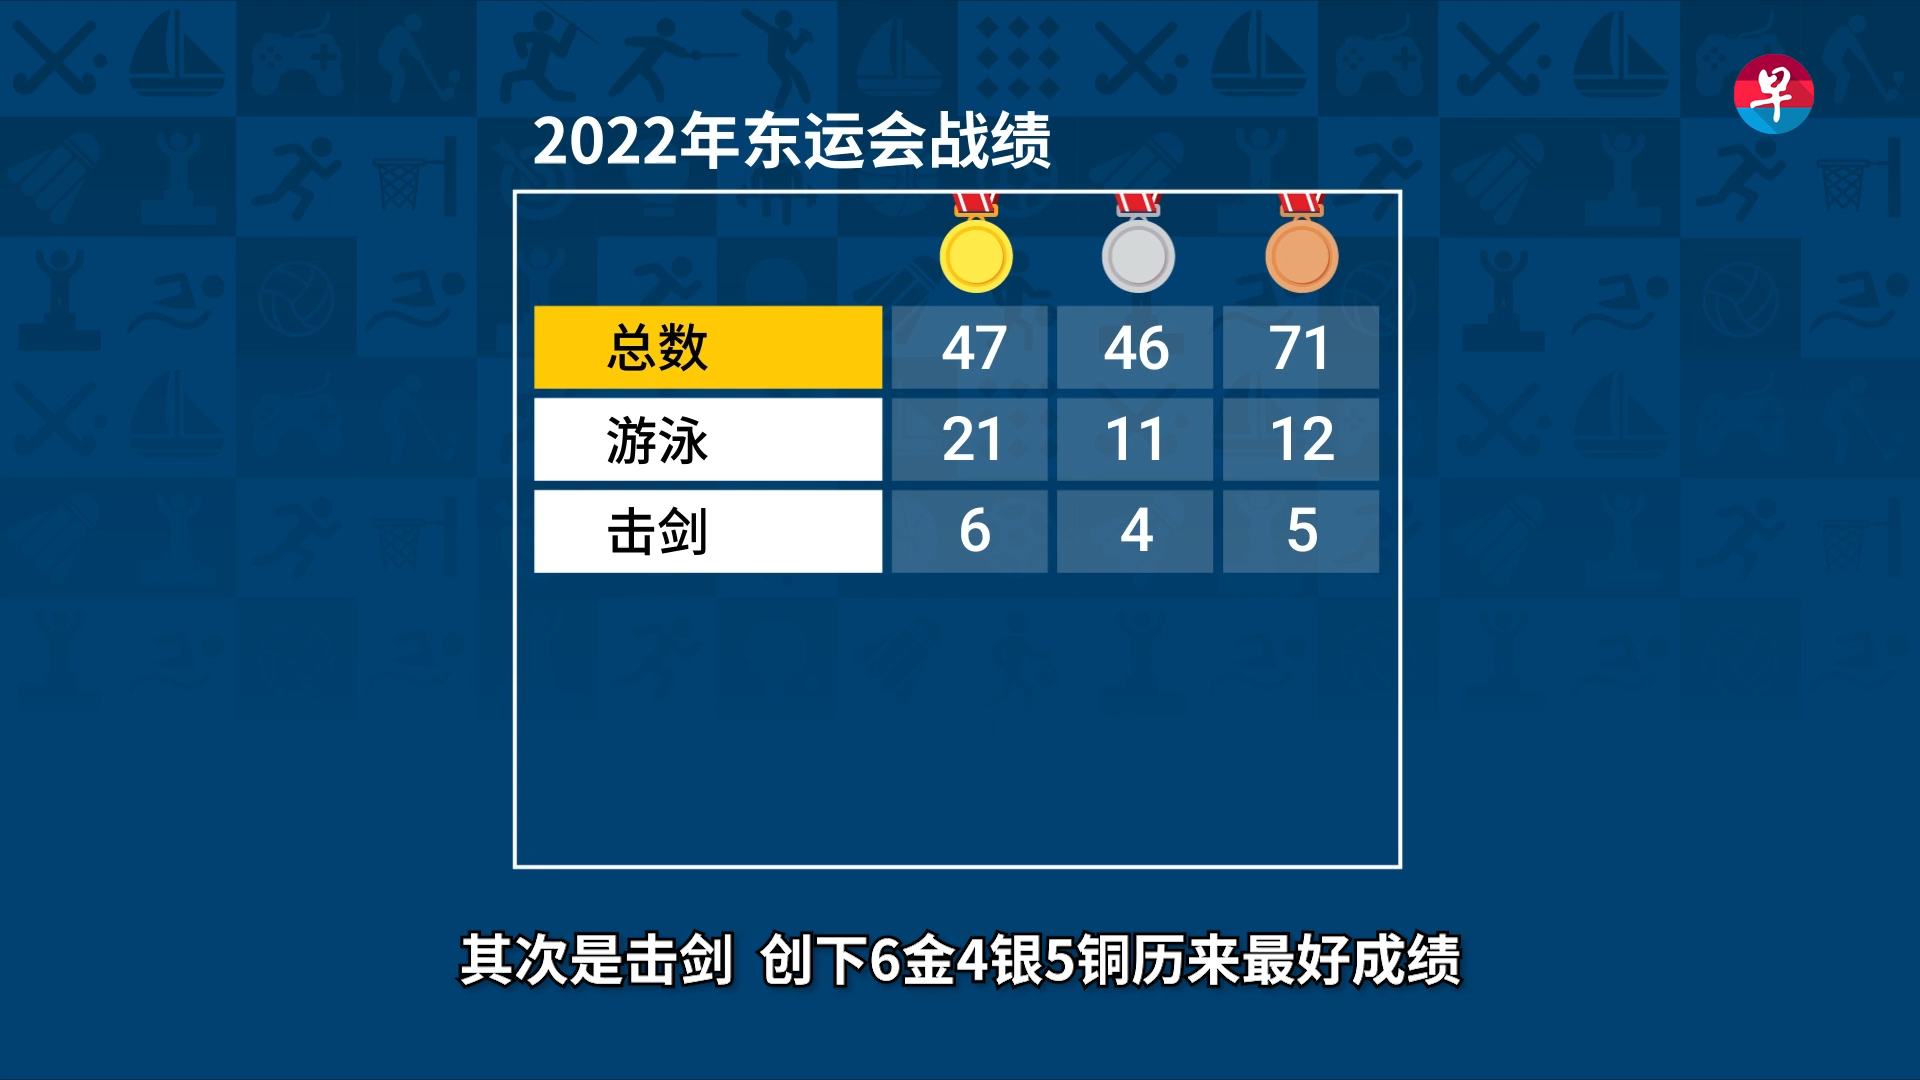 早
2022年东运会战绩
总数 47 46 71
游泳 21 11 12
击剑 6 4 5
其次是击剑 创下6金4银5铜历来最好成绩